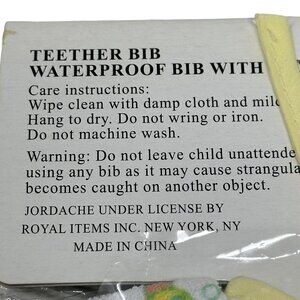 TEETHER BIB
WATERPROOF BIB WITH
Care instructions:
Wipe clean with damp cloth and mild
Hang to dry. Do not wring or iron.
Do not machine wash.
Warning: Do not leave child unattende
using any bib as it may cause strangula
becomes caught on another object.
JORDACHE UNDER LICENSE BY
ROYAL ITEMS INC. NEW YORK, NY
MADE IN CHINA